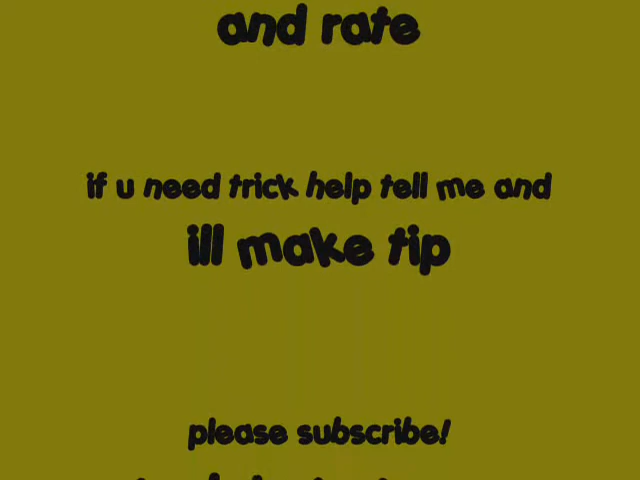 and rate
if u need trick help tell me and
ill make tip
please subscribe!